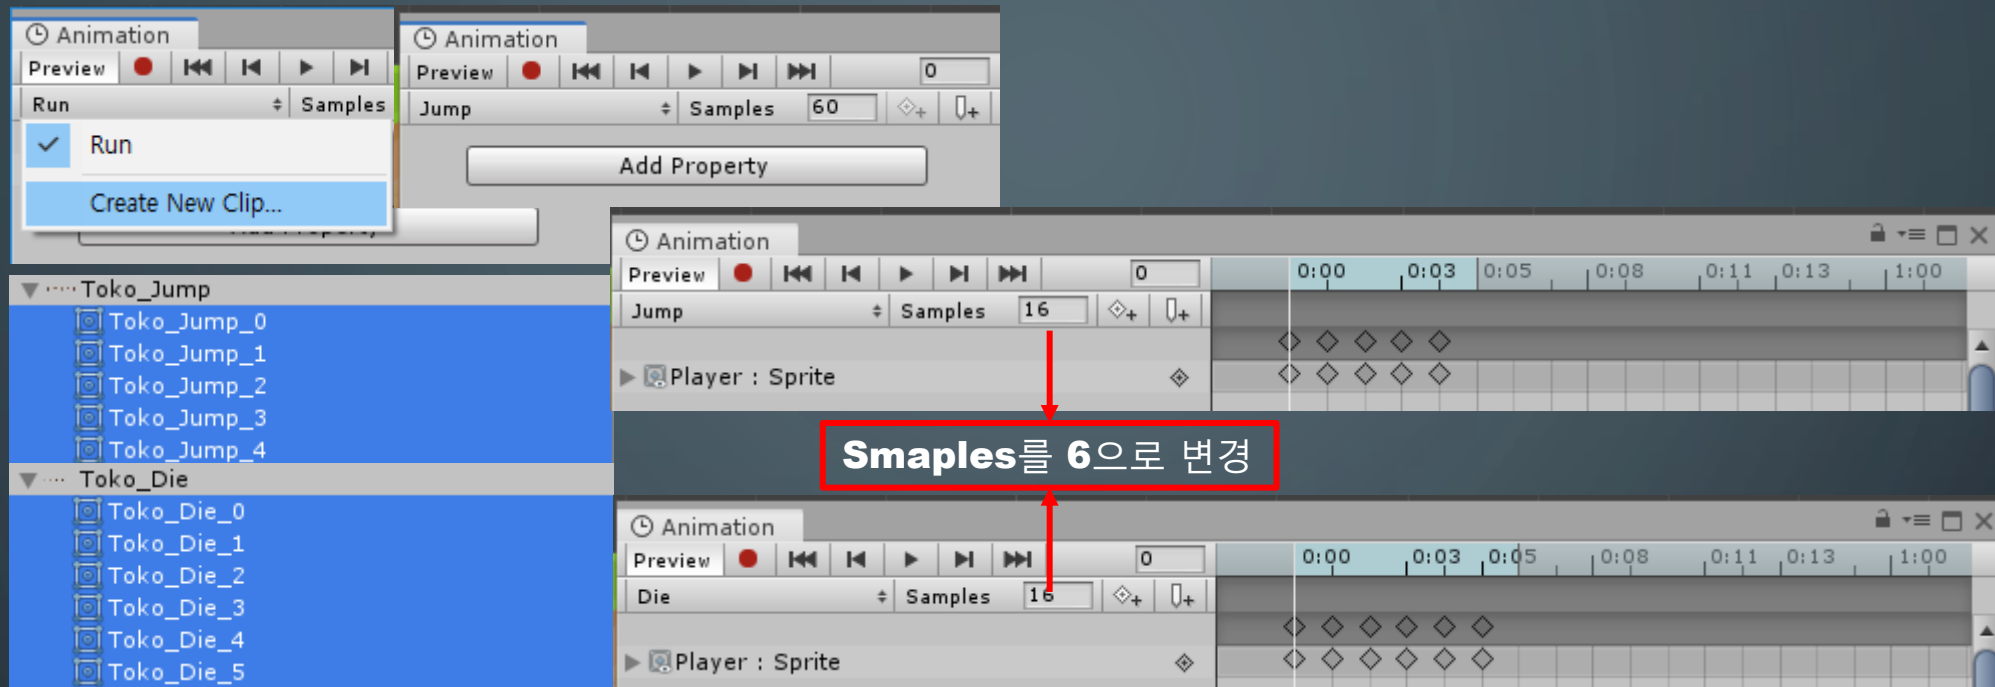 Animation
Preview
Run Samples
Run
Create New Clip...
Animation
Preview 0
Jump Samples 60
Add Property
Toko_Jump
Toko_Jump_0
Toko_Jump_1
Toko_Jump_2
Toko_Jump_3
Toko_Jump_4
Toko_Die
Toko_Die_0
Toko_Die_1
Toko_Die_2
Toko_Die_3
Toko_Die_4
Toko_Die_5
Animation
Preview 0 0:00 0:03 0:05 0:08 0:11 0:13 1:00
Jump Samples 16
Player : Sprite
Smaples를 6으로 변경
Animation
Preview 0 0:00 0:03 0:05 0:08 0:11 0:13 1:00
Die Samples 16
Player : Sprite